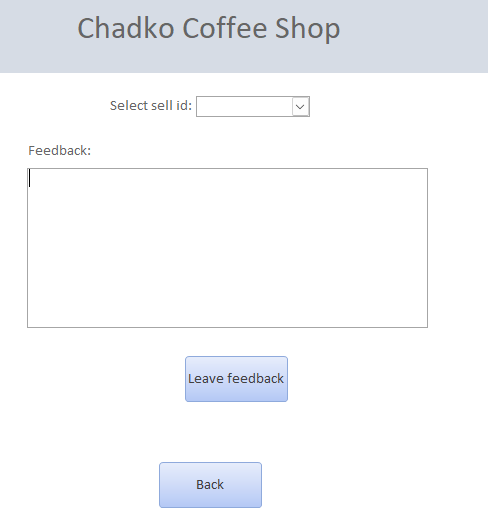 Chadko Coffee Shop
Select sell id:
Feedback:
Leave feedback
Back